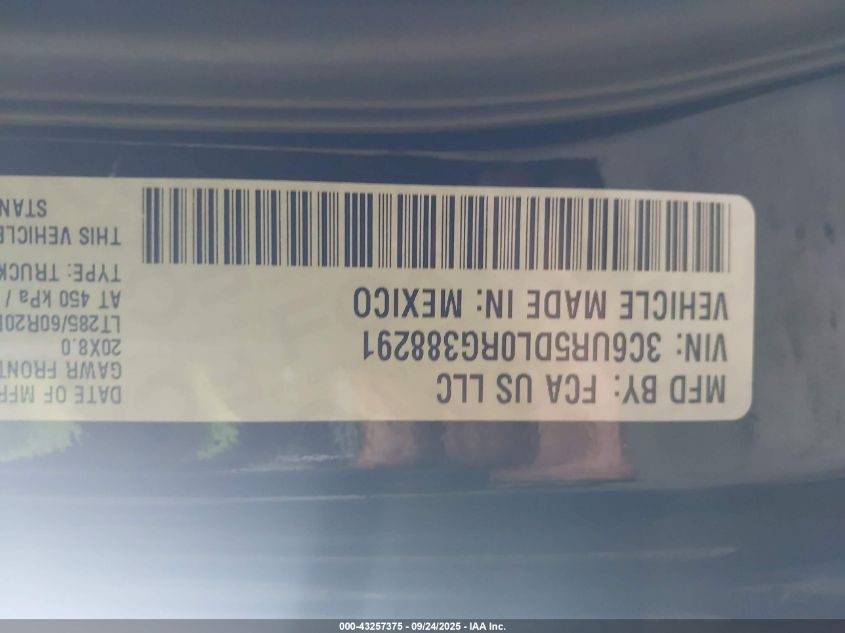 MFD BY: FCA US LLC
VIN: 3C6UR5DL0RG388291
VEHICLE MADE IN: MEXICO
DATE OF MFR
GAWR FRONT
20X8.0
LT285/60R20
AT 450 kPa /
TYPE: TRUCK
THIS VEHICLE
STAN
000-43257375 - 09/24/2025 - IAA Inc.